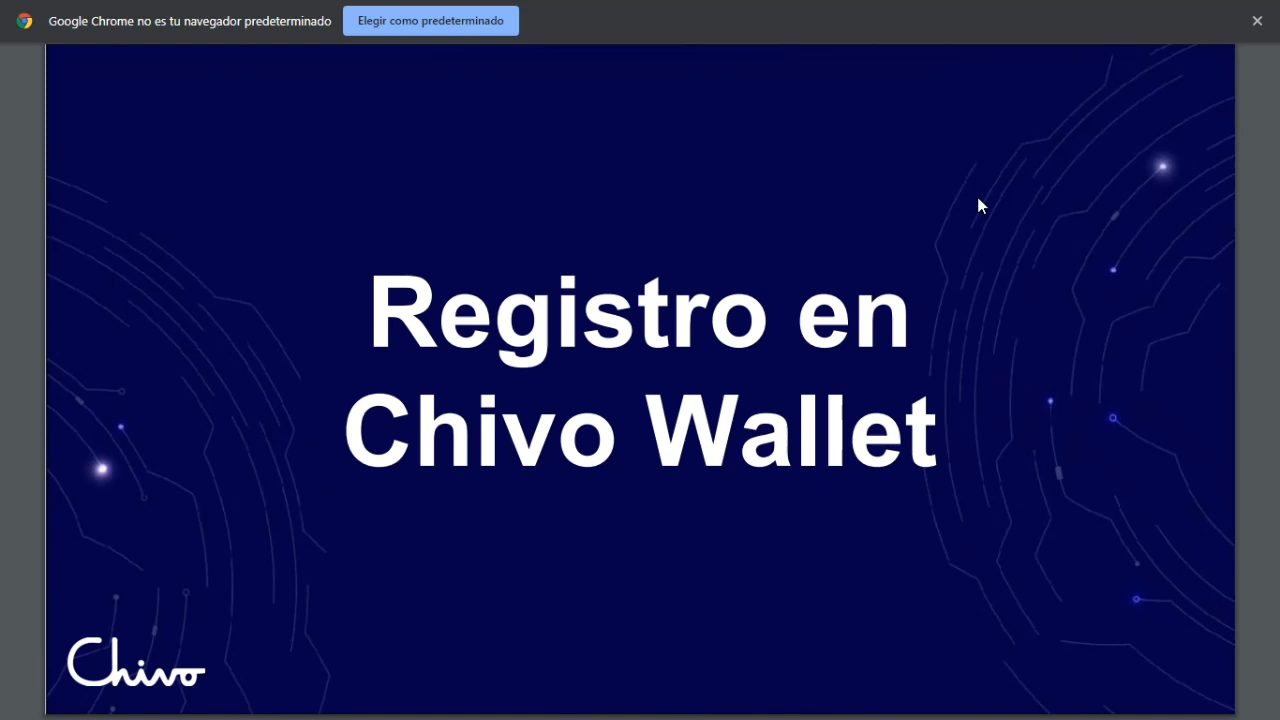 Google Chrome no es tu navegador predeterminado
Elegir como predeterminado
Registro en
Chivo Wallet
Chivo